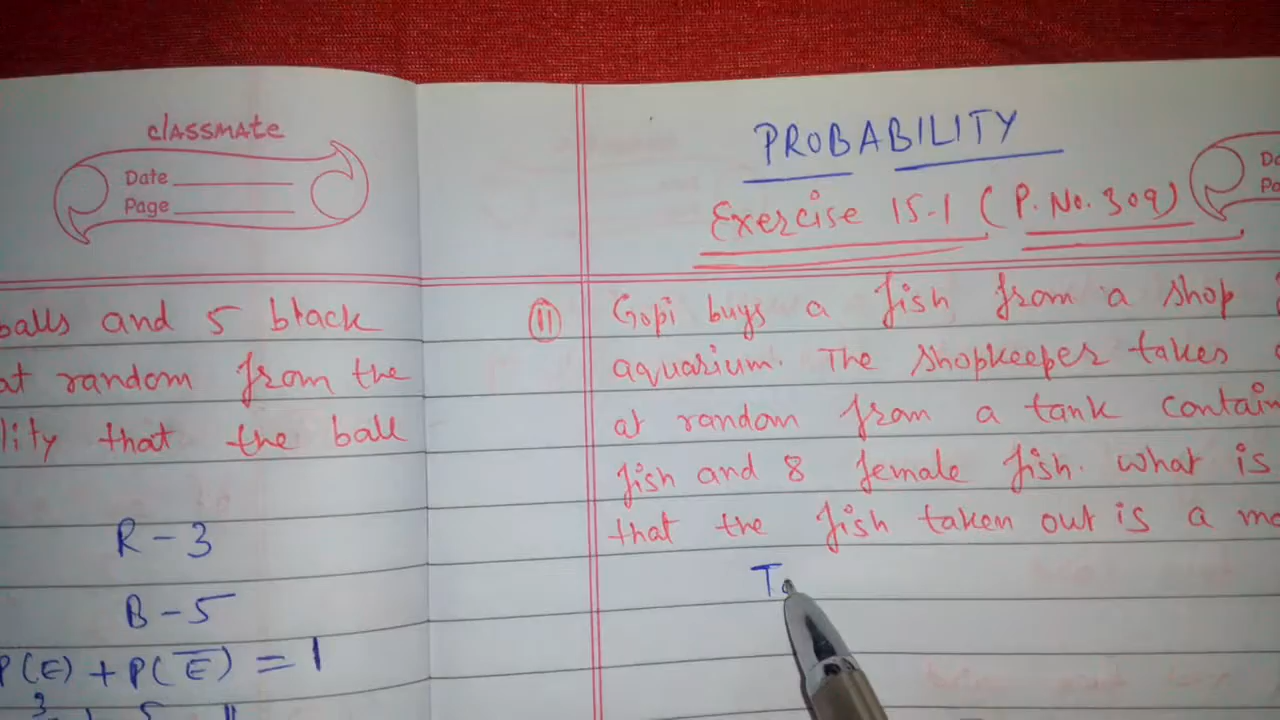 classmate
Date
Page
balls and 5 black
at random from the
lity that the ball
R - 3
B - 5
P(E) + P(E̅) = 1
PROBABILITY
Exercise 15.1 (P. No. 309)
11 Gopi buys a fish from a shop
aquarium. The shopkeeper takes
at random from a tank contain
fish and 8 female fish. What is
that the fish taken out is a ma
To